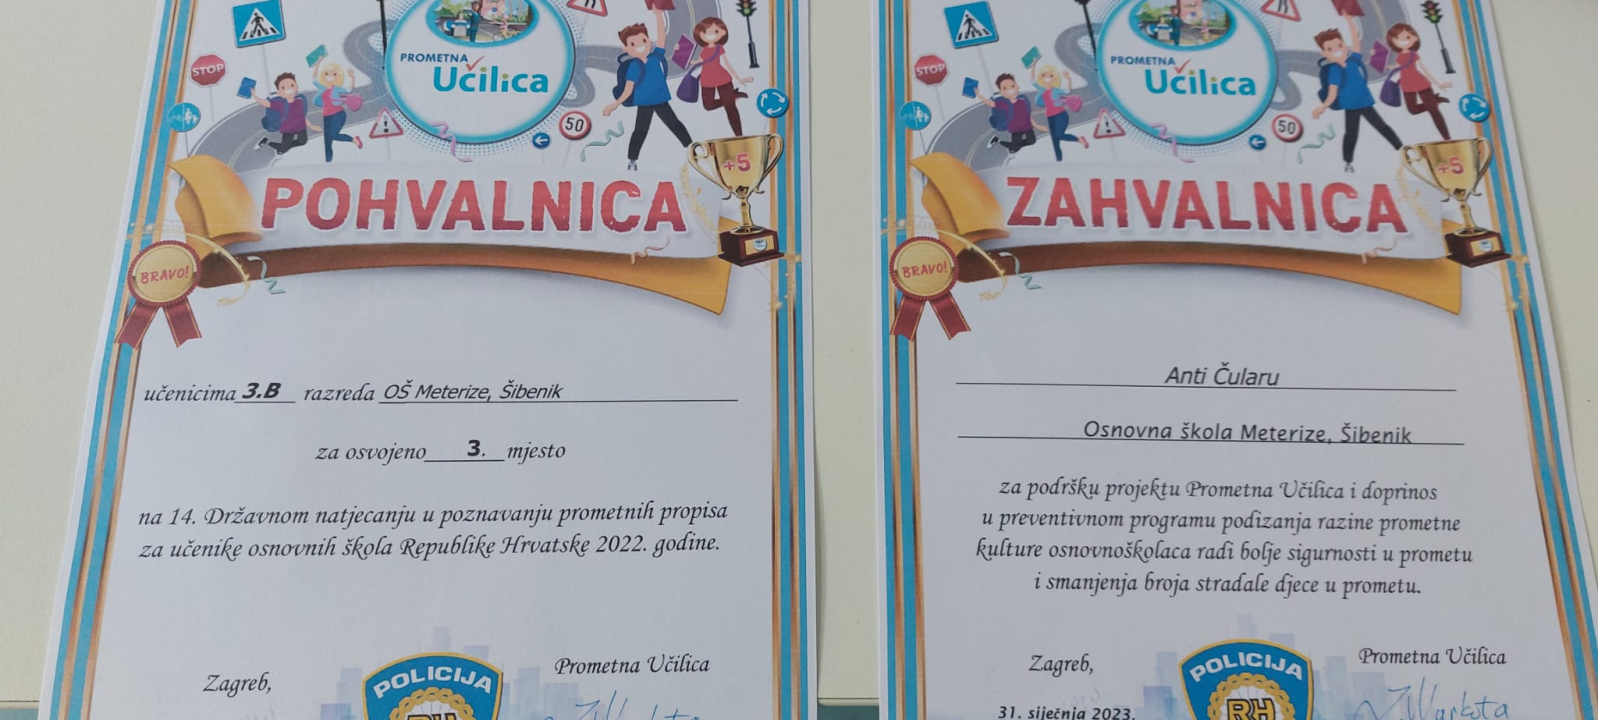 PROMETNA
Učilica
STOP
50
+5
POHVALNICA
BRAVO!
učenicima 3.B razreda OŠ Meterize, Šibenik
za osvojeno 3. mjesto
na 14. Državnom natjecanju u poznavanju prometnih propisa
za učenike osnovnih škola Republike Hrvatske 2022. godine.
Zagreb,
POLICIJA
RH
Prometna Učilica
PROMETNA
Učilica
STOP
50
+5
ZAHVALNICA
BRAVO!
Anti Čularu
Osnovna škola Meterize, Šibenik
za podršku projektu Prometna Učilica i doprinos
u preventivnom programu podizanja razine prometne
kulture osnovnoškolaca radi bolje sigurnosti u prometu
i smanjenja broja stradale djece u prometu.
Zagreb,
31. siječnja 2023.
POLICIJA
RH
Prometna Učilica